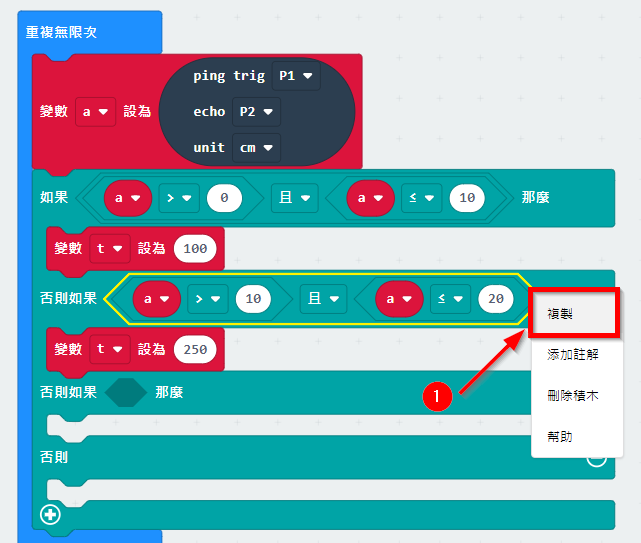 重複無限次
ping trig P1
變數 a 設為 echo P2
unit cm
如果 a > 0 且 a ≤ 10 那麼
變數 t 設為 100
否則如果 a > 10 且 a ≤ 20
複製
變數 t 設為 250
添加註解
否則如果 那麼
1
刪除積木
幫助
否則